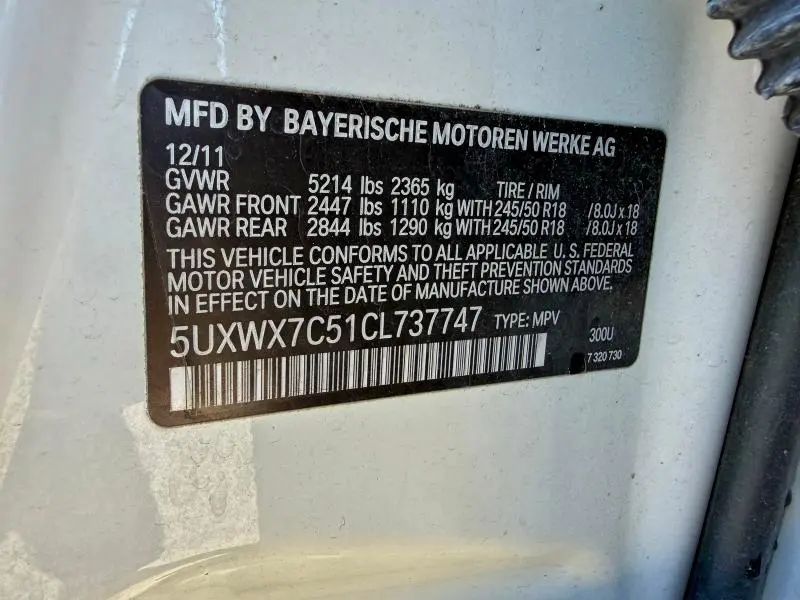 MFD BY BAYERISCHE MOTOREN WERKE AG
12/11
GVWR 5214 lbs 2365 kg TIRE / RIM
GAWR FRONT 2447 lbs 1110 kg WITH 245/50 R18 /8.0J x 18
GAWR REAR 2844 lbs 1290 kg WITH 245/50 R18 /8.0J x 18
THIS VEHICLE CONFORMS TO ALL APPLICABLE U. S. FEDERAL
MOTOR VEHICLE SAFETY AND THEFT PREVENTION STANDARDS
IN EFFECT ON THE DATE OF MANUFACTURE SHOWN ABOVE.
5UXWX7C51CL737747 TYPE: MPV 300U
7 320 730